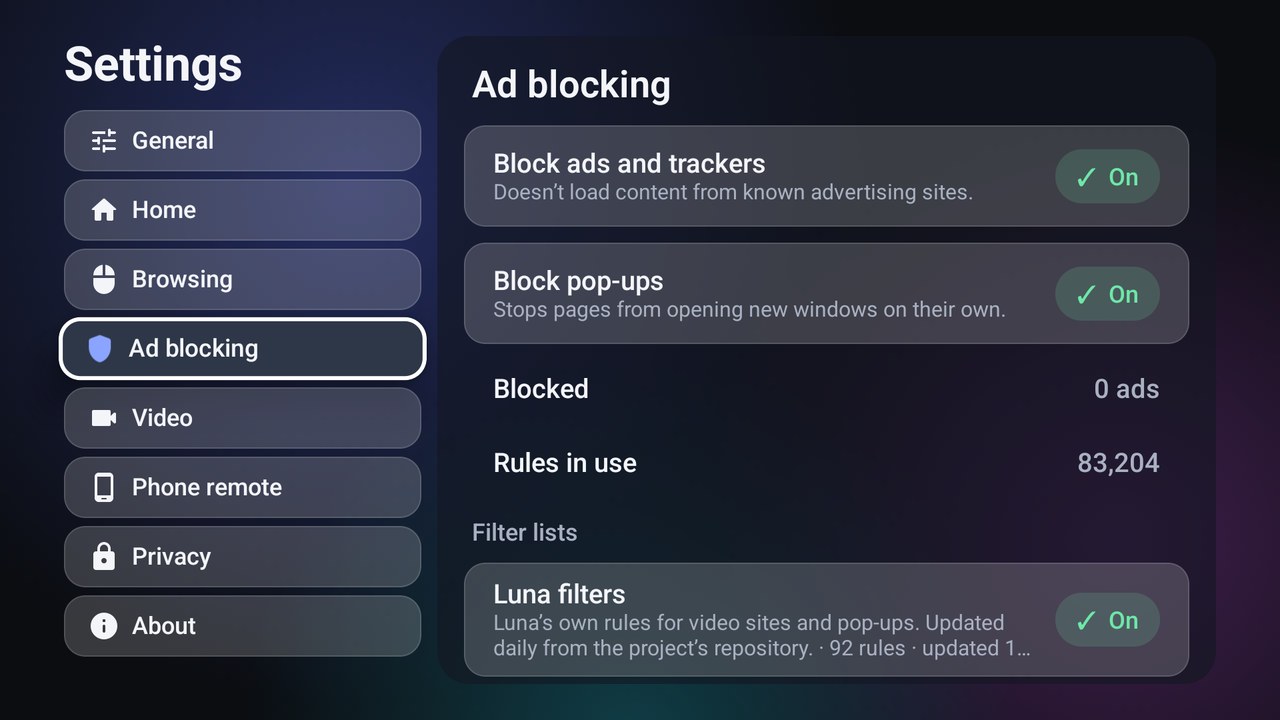 Settings
General
Home
Browsing
Ad blocking
Video
Phone remote
Privacy
About
Ad blocking
Block ads and trackers
Doesn’t load content from known advertising sites.
✓ On
Block pop-ups
Stops pages from opening new windows on their own.
✓ On
Blocked
0 ads
Rules in use
83,204
Filter lists
Luna filters
Luna’s own rules for video sites and pop-ups. Updated
daily from the project’s repository. · 92 rules · updated 1…
✓ On